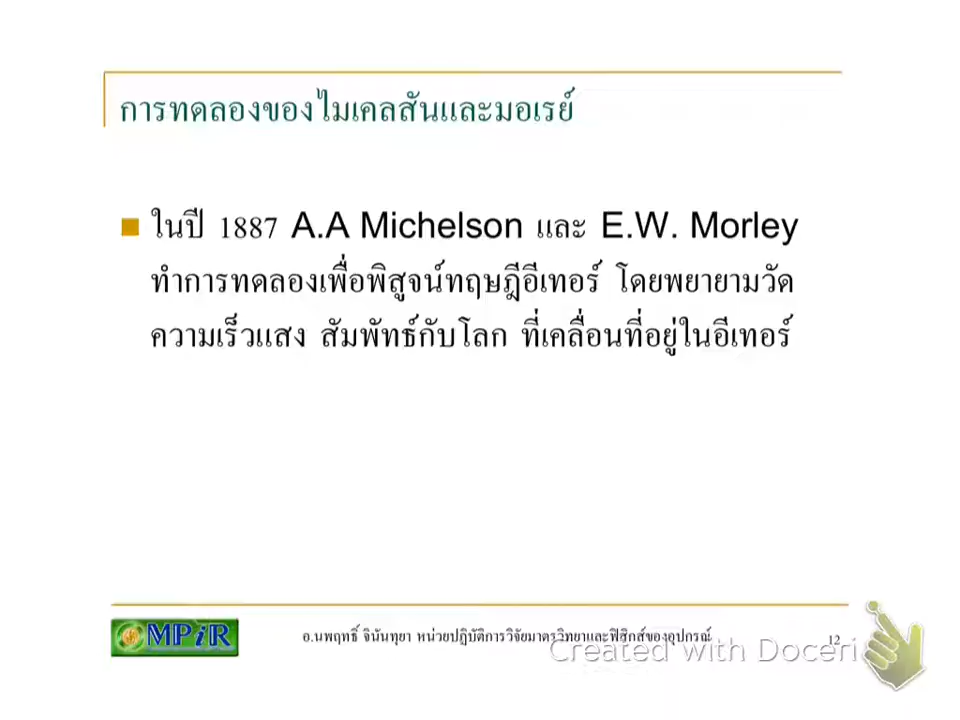 การทดลองของไมเคลสันและมอเรย์
ในปี 1887 A.A Michelson และ E.W. Morley
ทำการทดลองเพื่อพิสูจน์ทฤษฎีอีเทอร์ โดยพยายามวัด
ความเร็วแสง สัมพัทธ์กับโลก ที่เคลื่อนที่อยู่ในอีเทอร์
MPiR
อ.นพฤทธิ์ จินันทุยา หน่วยปฏิบัติการวิจัยมาตรวิทยาและฟิสิกส์ของอุปกรณ์
12
Created with Doceri